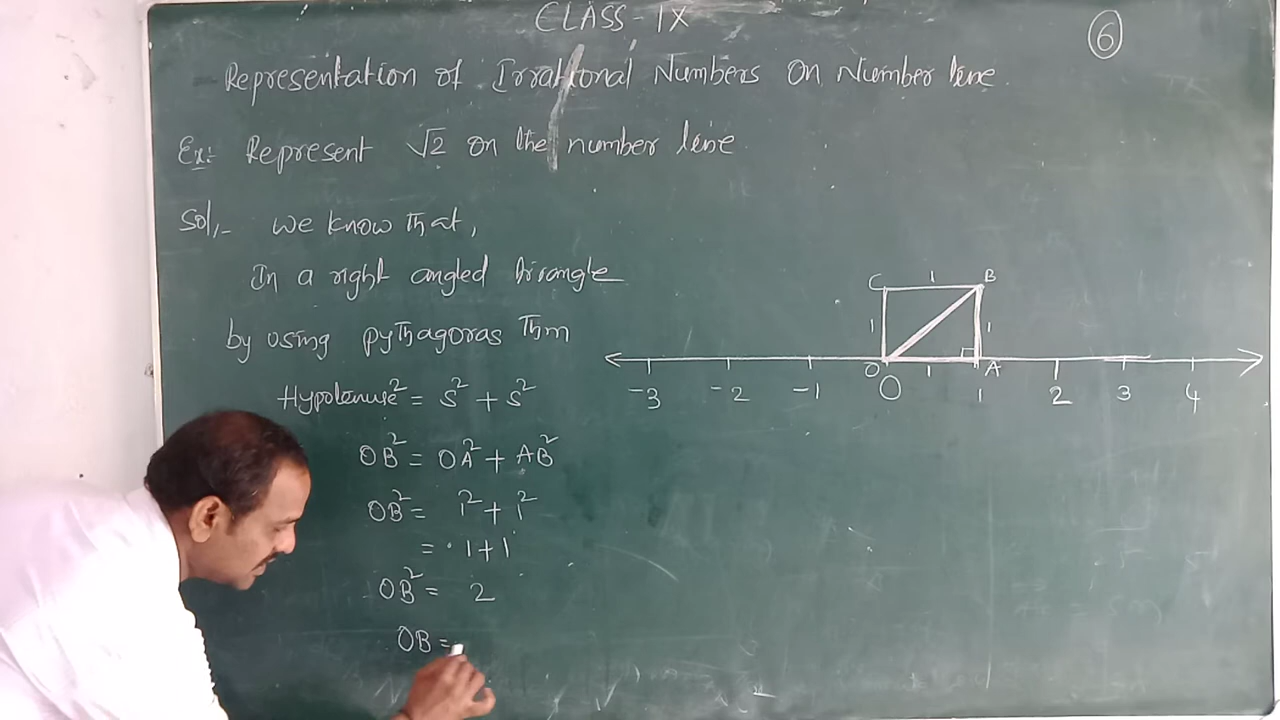 CLASS - IX
6
Representation of Irrational Numbers On Number line.
Ex:- Represent √2 on the number line
Sol,- We know that,
In a right angled triangle
by using pythagoras Thm
Hypotenuse² = S² + S²
OB² = OA² + AB²
OB² = 1² + 1²
= 1+1
OB² = 2
OB =
C 1 B
1 1
O 1 A
-3 -2 -1 0 1 2 3 4